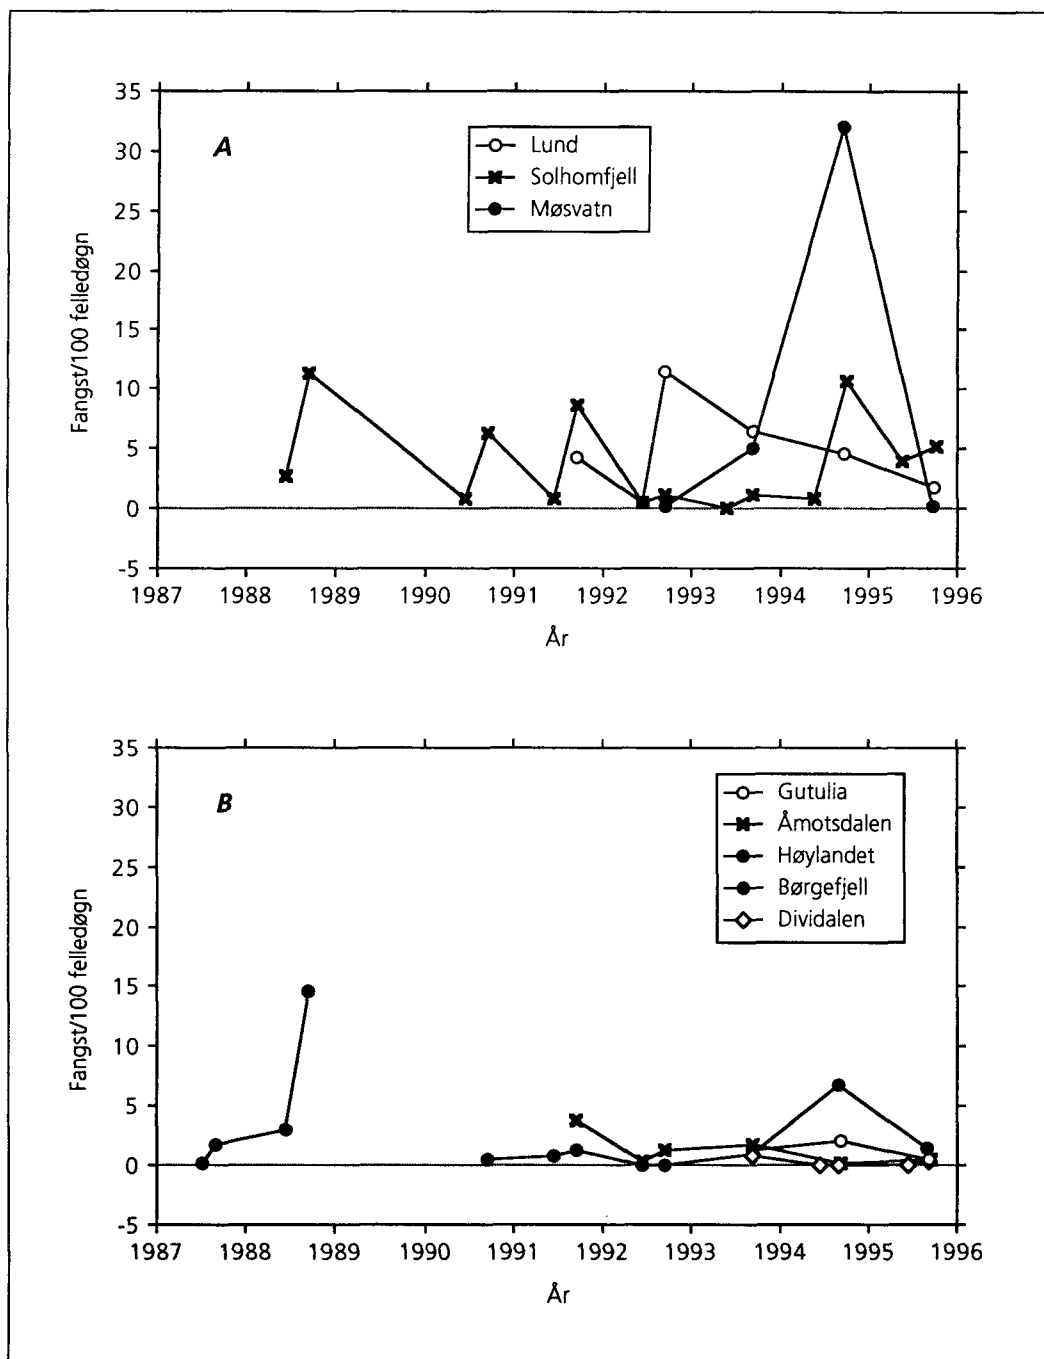 A
Lund
Solhomfjell
Møsvatn
Fangst/100 felledøgn
35
30
25
20
15
10
5
0
-5
1987 1988 1989 1990 1991 1992 1993 1994 1995 1996
År
B
Gutulia
Åmotsdalen
Høylandet
Børgefjell
Dividalen
Fangst/100 felledøgn
35
30
25
20
15
10
5
0
-5
1987 1988 1989 1990 1991 1992 1993 1994 1995 1996
År